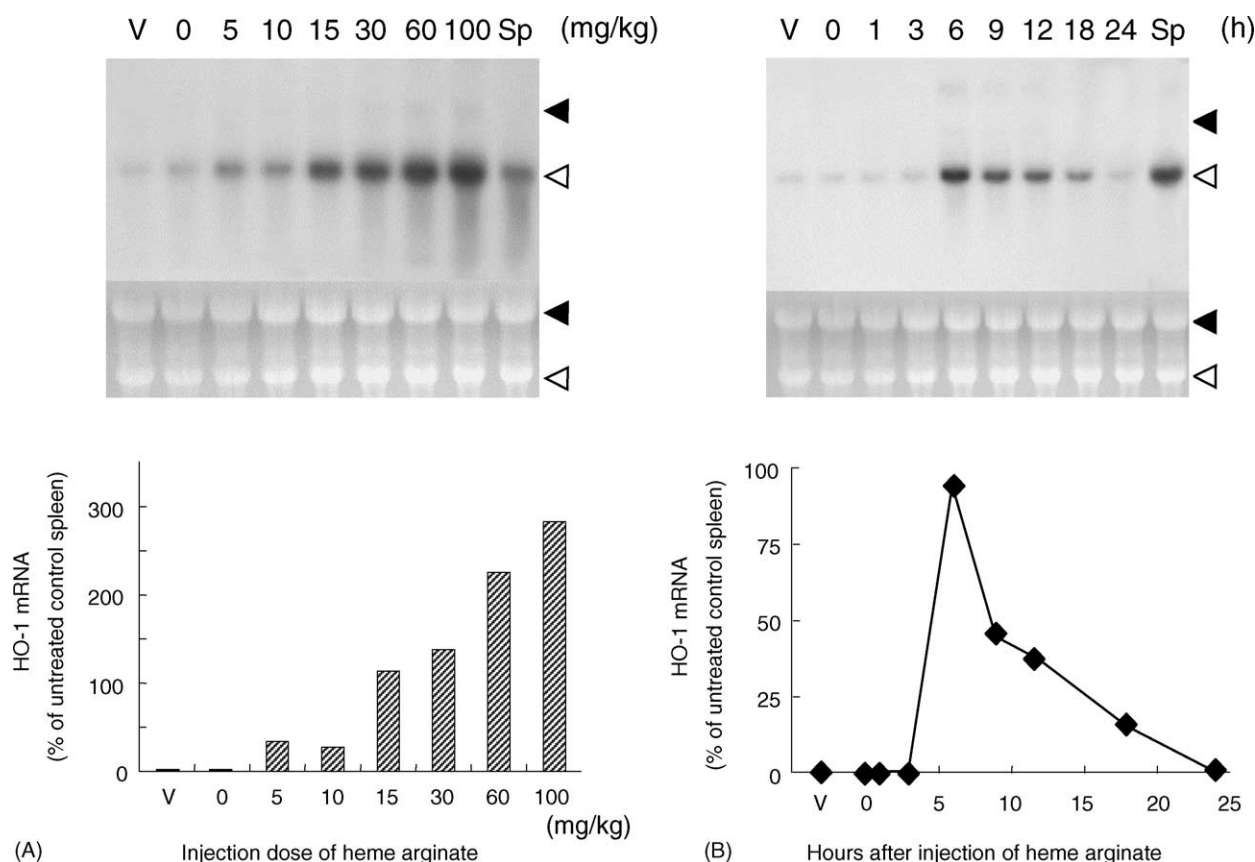 V 0 5 10 15 30 60 100 Sp (mg/kg)
V 0 1 3 6 9 12 18 24 Sp (h)
HO-1 mRNA
(% of untreated control spleen)
300
200
100
0
V 0 5 10 15 30 60 100
(mg/kg)
(A) Injection dose of heme arginate
HO-1 mRNA
(% of untreated control spleen)
100
75
50
25
0
V 0 5 10 15 20 25
(B) Hours after injection of heme arginate